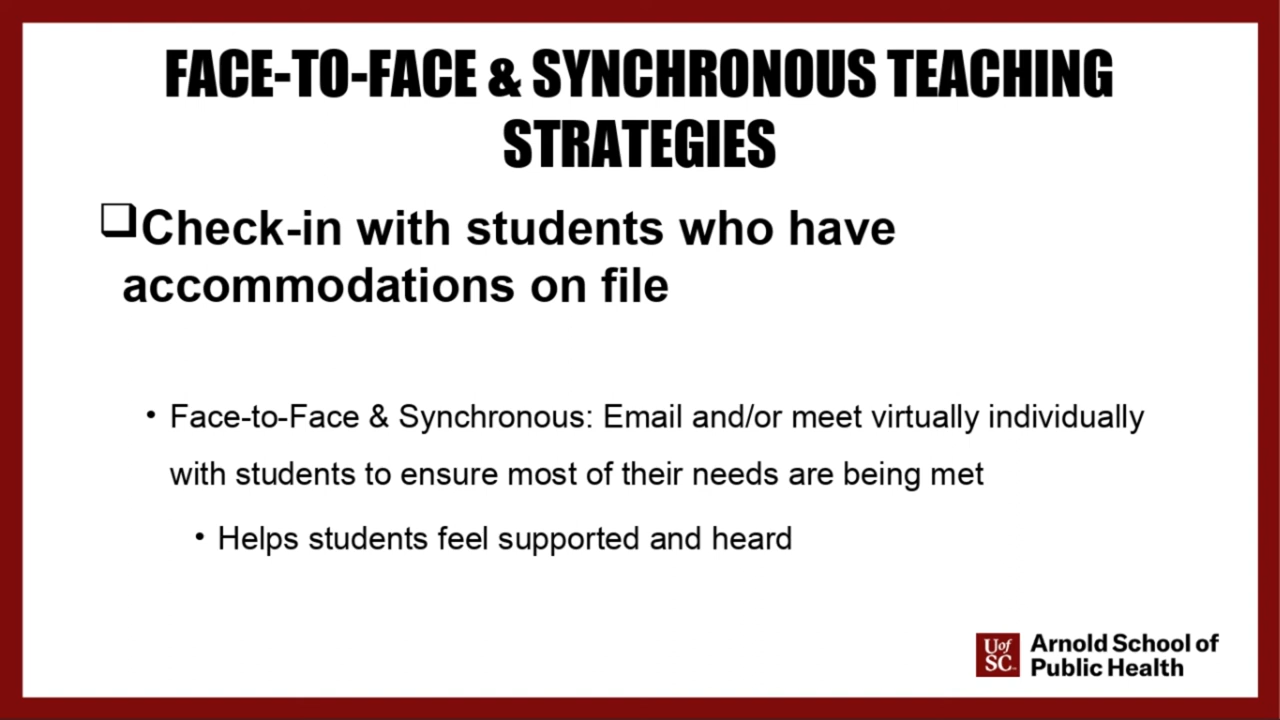 FACE-TO-FACE & SYNCHRONOUS TEACHING
STRATEGIES
❑Check-in with students who have
accommodations on file
• Face-to-Face & Synchronous: Email and/or meet virtually individually
with students to ensure most of their needs are being met
• Helps students feel supported and heard
UofSC
Arnold School of
Public Health